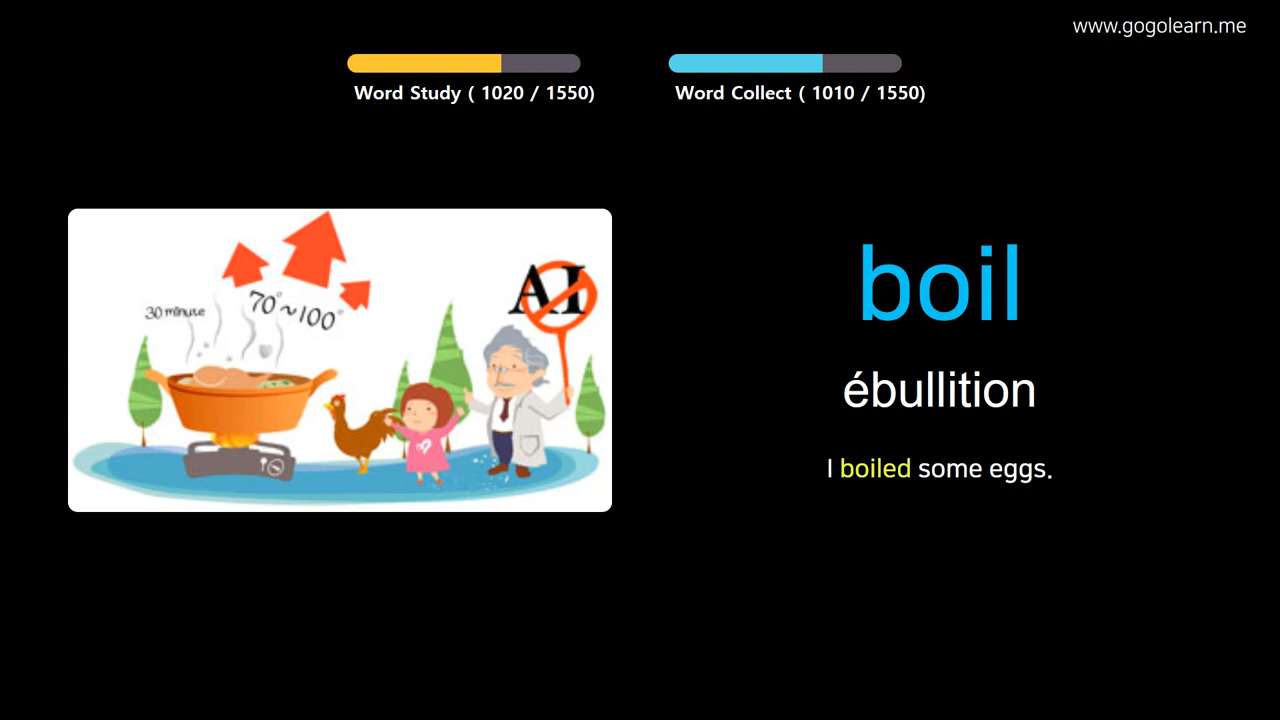 www.gogolearn.me
Word Study ( 1020 / 1550)
Word Collect ( 1010 / 1550)
30 minute
70°~100°
AI
boil
ébullition
I boiled some eggs.